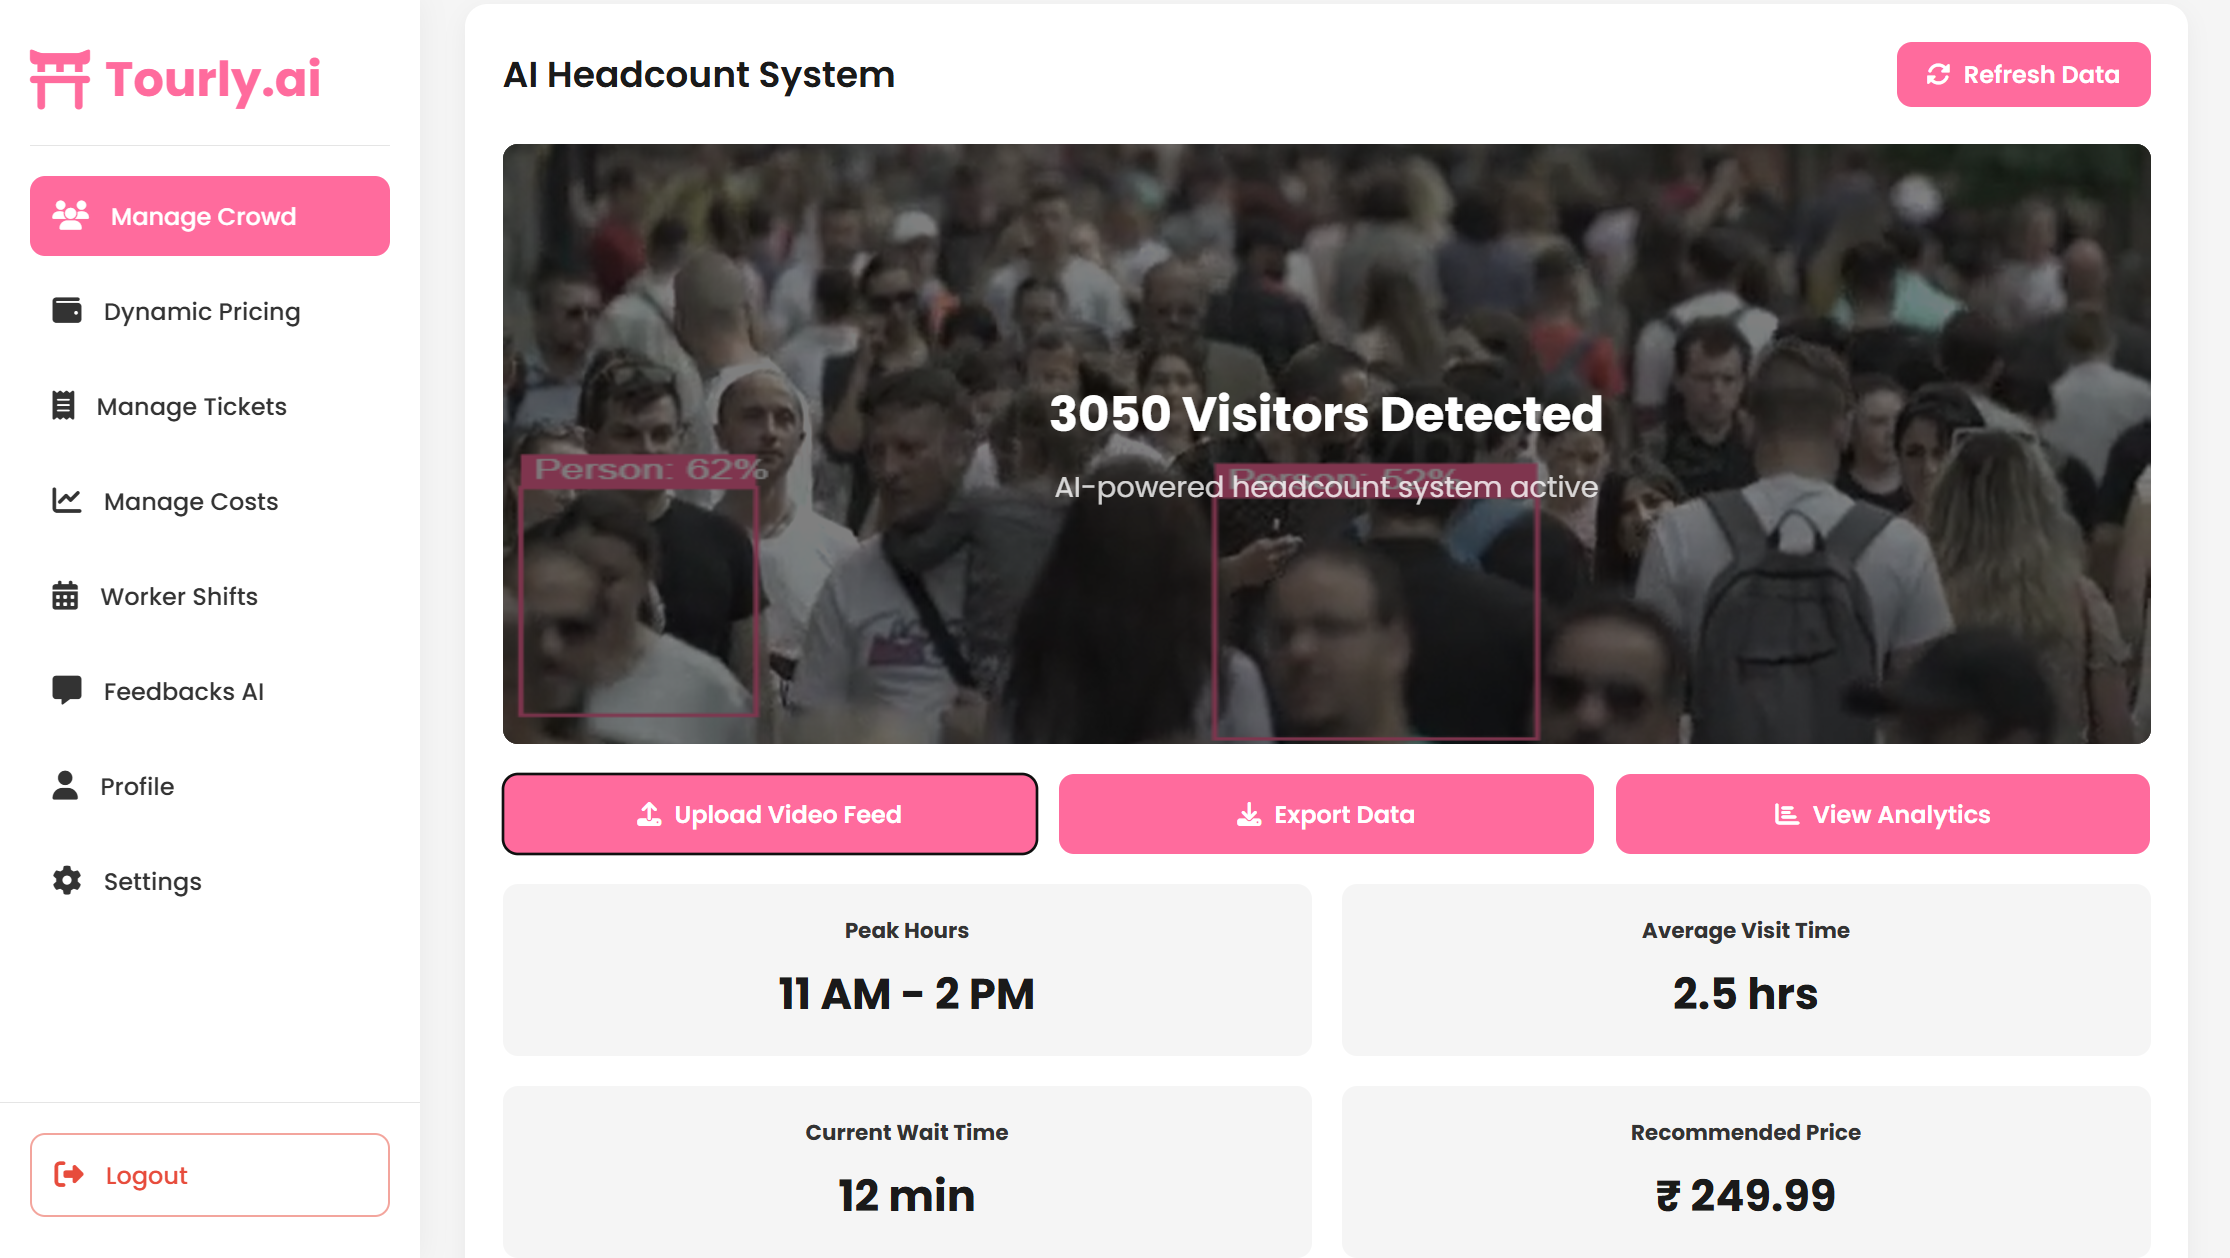 Tourly.ai
Manage Crowd
Dynamic Pricing
Manage Tickets
Manage Costs
Worker Shifts
Feedbacks AI
Profile
Settings
Logout
AI Headcount System
Refresh Data
3050 Visitors Detected
AI-powered headcount system active
Person: 62%
Person: 52%
Upload Video Feed
Export Data
View Analytics
Peak Hours
11 AM - 2 PM
Average Visit Time
2.5 hrs
Current Wait Time
12 min
Recommended Price
₹ 249.99